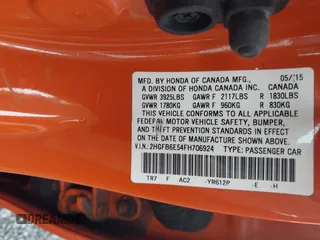 MFD. BY HONDA OF CANADA MFG., 05/15
A DIVISION OF HONDA CANADA INC. CANADA
GVWR 3925LBS GAWR F 2117LBS R 1830LBS
GVWR 1780KG GAWR F 960KG R 830KG
THIS VEHICLE CONFORMS TO ALL APPLICABLE
FEDERAL MOTOR VEHICLE SAFETY, BUMPER,
AND THEFT PREVENTION STANDARDS IN EFFECT ON
THE DATE OF MANUFACTURE SHOWN ABOVE.
V.I.N: 2HGFB6E54FH706924 TYPE: PASSENGER CAR
TR7 F AC2 -YR612P -E -H